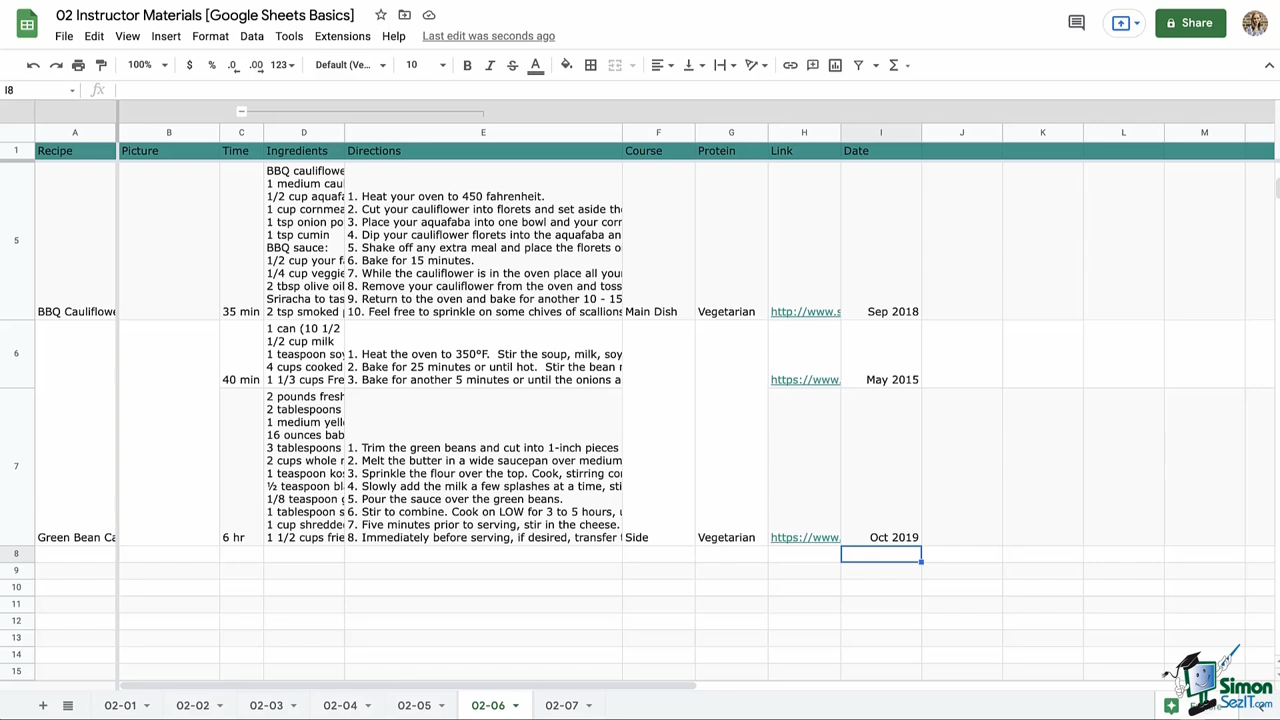 02 Instructor Materials [Google Sheets Basics]
File Edit View Insert Format Data Tools Extensions Help Last edit was seconds ago
Share
100% $ % .0 .00 123 Default (Ve... 10 B I S A
I8 fx
A B C D E F G H I J K L M
1 Recipe Picture Time Ingredients Directions Course Protein Link Date
BBQ cauliflowe
1 medium cau
1/2 cup aquafa 1. Heat your oven to 450 fahrenheit.
1 cup cornmea 2. Cut your cauliflower into florets and set aside the
1 tsp onion po 3. Place your aquafaba into one bowl and your corn
5 1 tsp cumin 4. Dip your cauliflower florets into the aquafaba an
BBQ sauce: 5. Shake off any extra meal and place the florets o
1/2 cup your f 6. Bake for 15 minutes.
1/4 cup veggie 7. While the cauliflower is in the oven place all your
2 tbsp olive oil 8. Remove your cauliflower from the oven and toss
Sriracha to tas 9. Return to the oven and bake for another 10 - 15
BBQ Cauliflowe 35 min 2 tsp smoked 10. Feel free to sprinkle on some chives of scallions Main Dish Vegetarian http://www.s Sep 2018
1 can (10 1/2
1/2 cup milk
6 1 teaspoon soy 1. Heat the oven to 350°F. Stir the soup, milk, soy
4 cups cooked 2. Bake for 25 minutes or until hot. Stir the bean
40 min 1 1/3 cups Fre 3. Bake for another 5 minutes or until the onions a https://www. May 2015
2 pounds fresh
2 tablespoons
1 medium yell
16 ounces bab
3 tablespoons 1. Trim the green beans and cut into 1-inch pieces
2 cups whole 2. Melt the butter in a wide saucepan over medium
7 1 teaspoon kos 3. Sprinkle the flour over the top. Cook, stirring co
½ teaspoon bl 4. Slowly add the milk a few splashes at a time, sti
1/8 teaspoon 5. Pour the sauce over the green beans.
1 tablespoon s 6. Stir to combine. Cook on LOW for 3 to 5 hours,
1 cup shredde 7. Five minutes prior to serving, stir in the cheese.
Green Bean Ca 6 hr 1 1/2 cups frie 8. Immediately before serving, if desired, transfer Side Vegetarian https://www. Oct 2019
8
9
10
11
12
13
14
15
Simon
SezIT.com
02-01 02-02 02-03 02-04 02-05 02-06 02-07